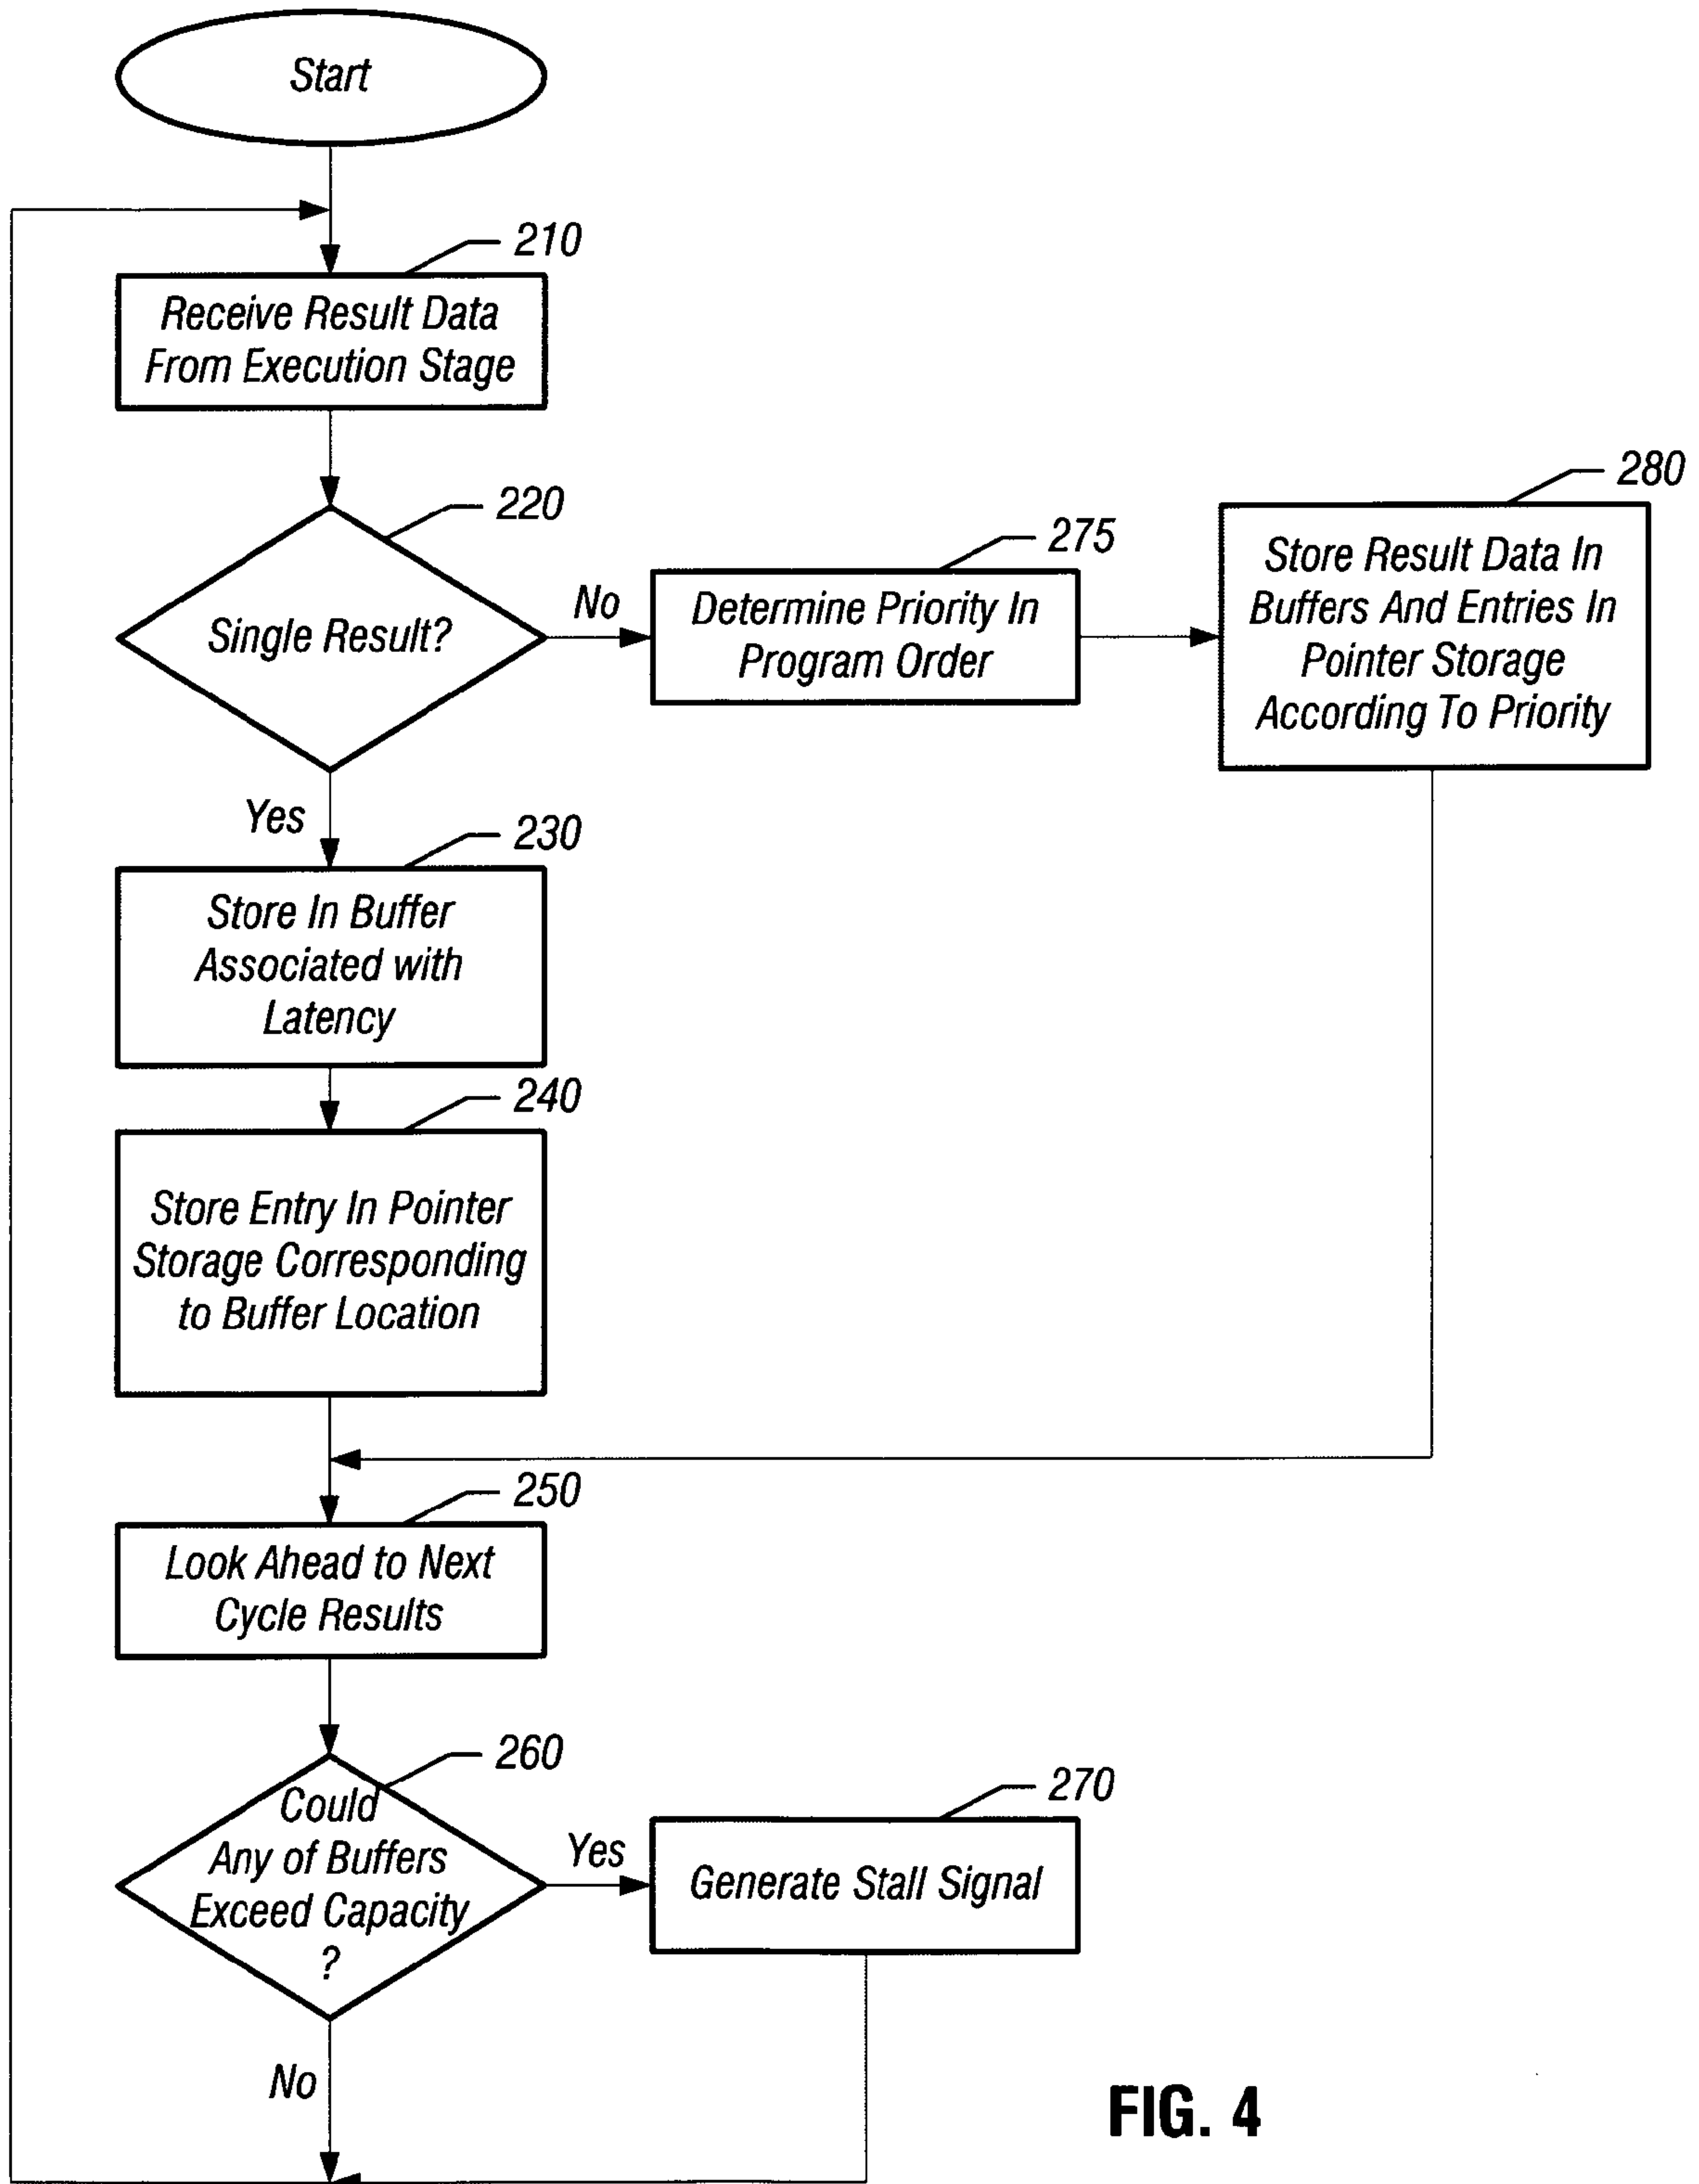 Start
210
Receive Result Data
From Execution Stage
220
Single Result?
No
275
Determine Priority In
Program Order
280
Store Result Data In
Buffers And Entries In
Pointer Storage
According To Priority
Yes
230
Store In Buffer
Associated with
Latency
240
Store Entry In Pointer
Storage Corresponding
to Buffer Location
250
Look Ahead to Next
Cycle Results
260
Could
Any of Buffers
Exceed Capacity
?
Yes
270
Generate Stall Signal
No
FIG. 4